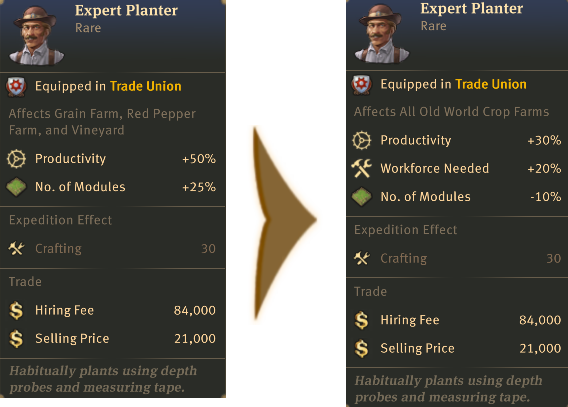 Expert Planter
Rare
Equipped in Trade Union
Affects Grain Farm, Red Pepper
Farm, and Vineyard
Productivity +50%
No. of Modules +25%
Expedition Effect
Crafting 30
Trade
Hiring Fee 84,000
Selling Price 21,000
Habitually plants using depth
probes and measuring tape.
Expert Planter
Rare
Equipped in Trade Union
Affects All Old World Crop Farms
Productivity +30%
Workforce Needed +20%
No. of Modules -10%
Expedition Effect
Crafting 30
Trade
Hiring Fee 84,000
Selling Price 21,000
Habitually plants using depth
probes and measuring tape.